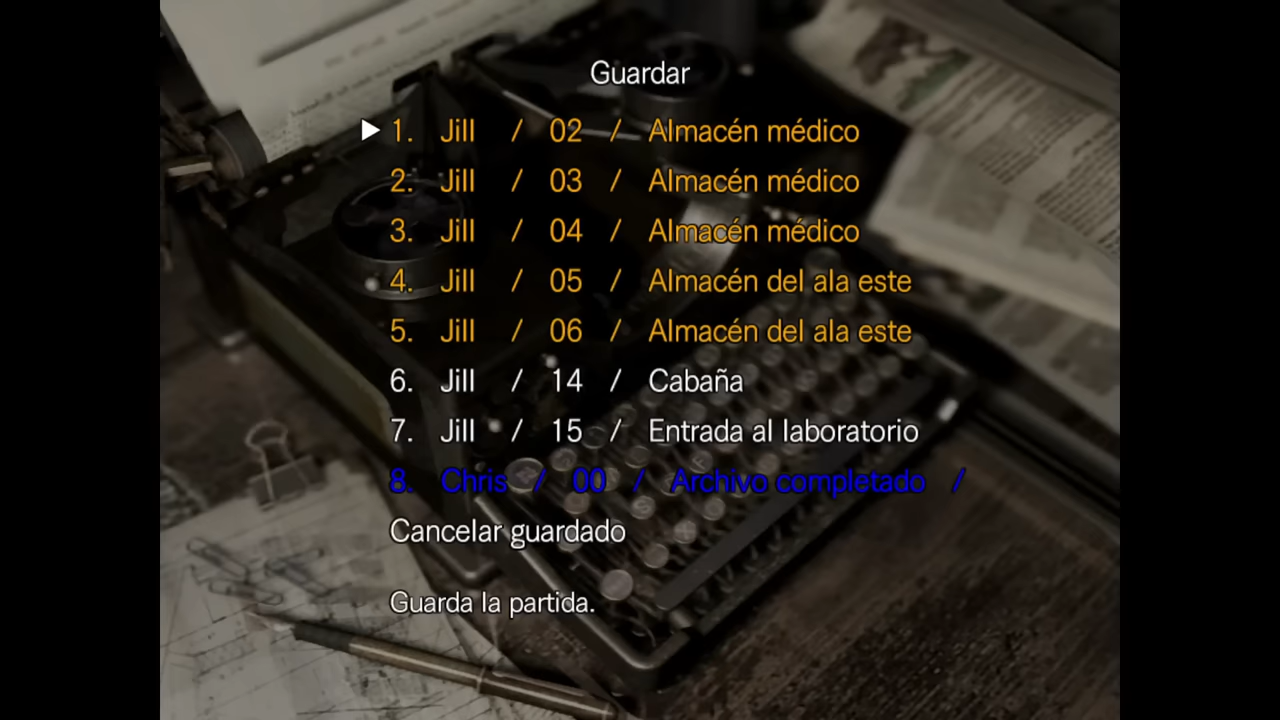 Guardar
1. Jill / 02 / Almacén médico
2. Jill / 03 / Almacén médico
3. Jill / 04 / Almacén médico
4. Jill / 05 / Almacén del ala este
5. Jill / 06 / Almacén del ala este
6. Jill / 14 / Cabaña
7. Jill / 15 / Entrada al laboratorio
8. Chris / 00 / Archivo completado /
Cancelar guardado
Guarda la partida.